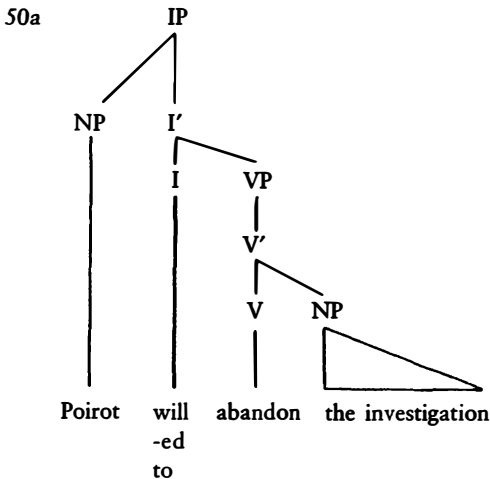 50a IP
NP I′
I VP
V′
V NP
Poirot will abandon the investigation
-ed
to